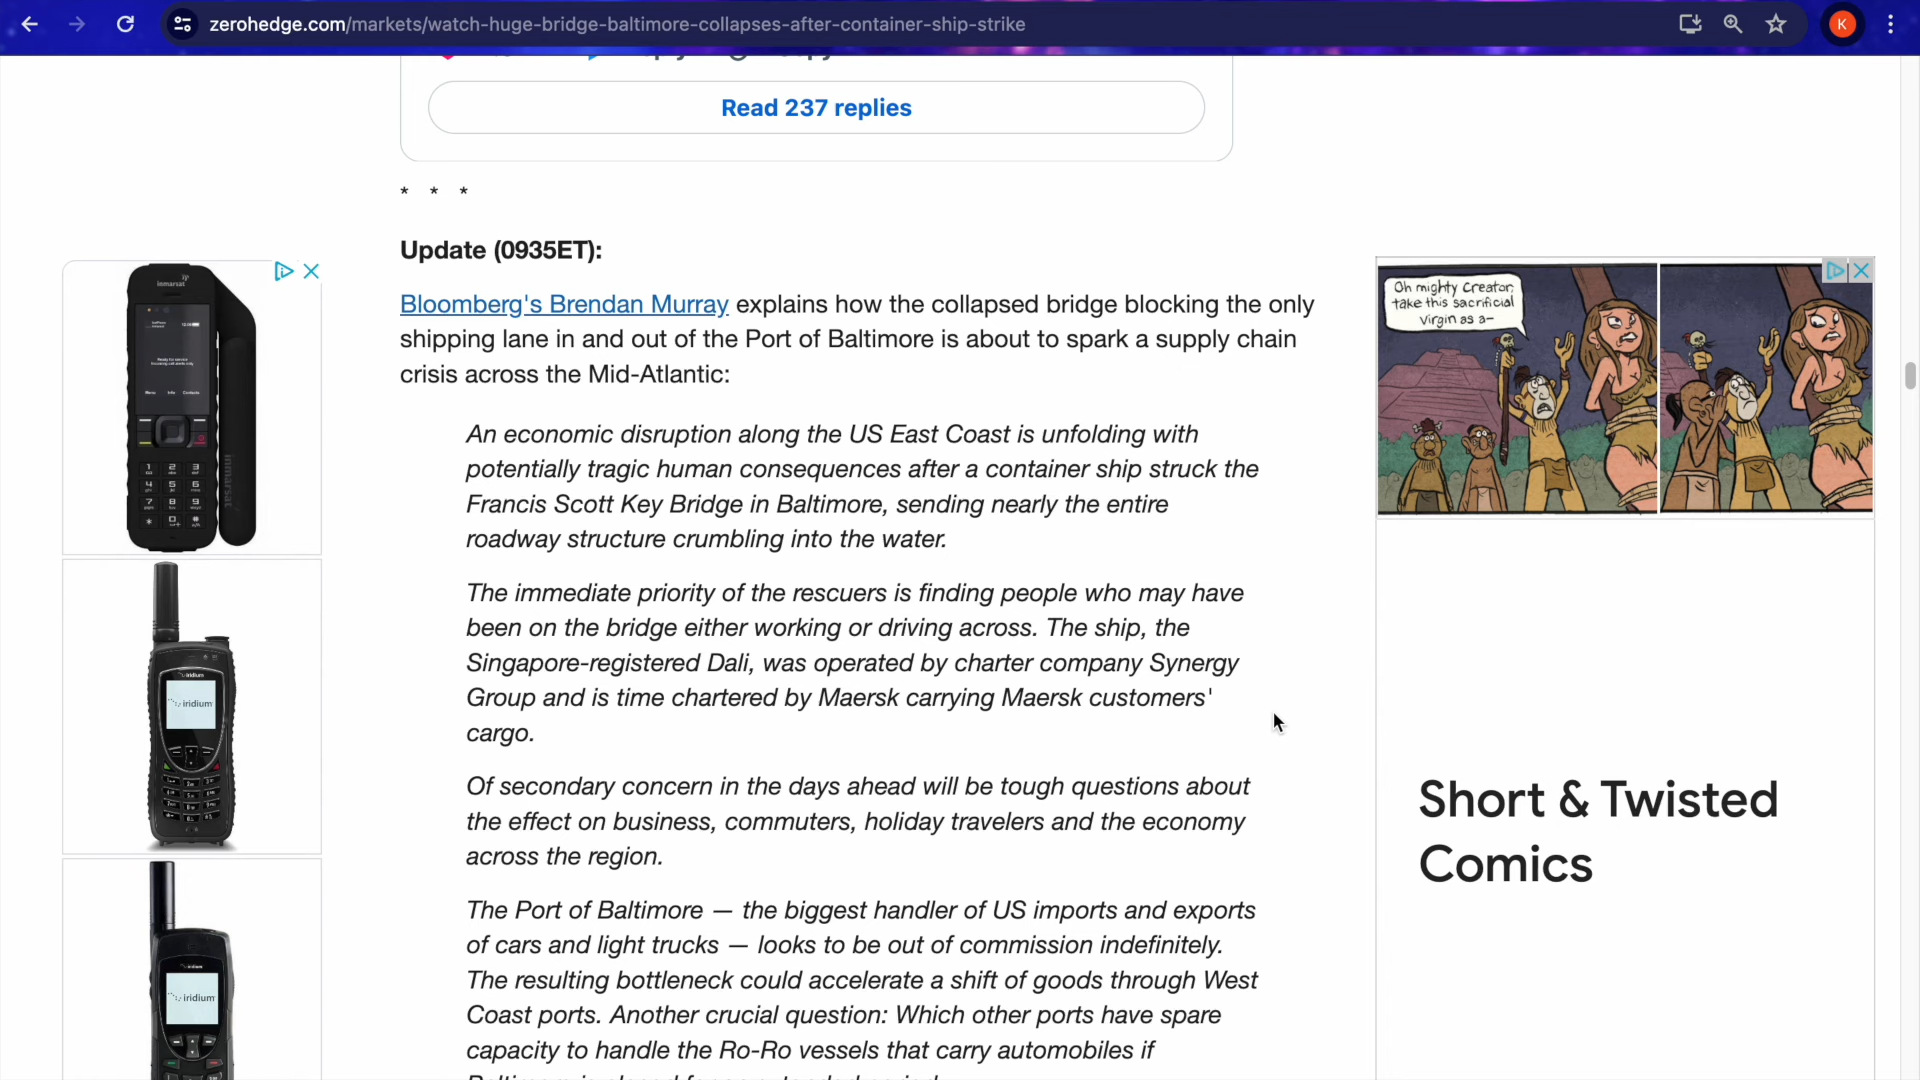 zerohedge.com/markets/watch-huge-bridge-baltimore-collapses-after-container-ship-strike
K
Read 237 replies
* * *
Update (0935ET):
Bloomberg's Brendan Murray explains how the collapsed bridge blocking the only
shipping lane in and out of the Port of Baltimore is about to spark a supply chain
crisis across the Mid-Atlantic:
An economic disruption along the US East Coast is unfolding with
potentially tragic human consequences after a container ship struck the
Francis Scott Key Bridge in Baltimore, sending nearly the entire
roadway structure crumbling into the water.
The immediate priority of the rescuers is finding people who may have
been on the bridge either working or driving across. The ship, the
Singapore-registered Dali, was operated by charter company Synergy
Group and is time chartered by Maersk carrying Maersk customers'
cargo.
Of secondary concern in the days ahead will be tough questions about
the effect on business, commuters, holiday travelers and the economy
across the region.
The Port of Baltimore — the biggest handler of US imports and exports
of cars and light trucks — looks to be out of commission indefinitely.
The resulting bottleneck could accelerate a shift of goods through West
Coast ports. Another crucial question: Which other ports have spare
capacity to handle the Ro-Ro vessels that carry automobiles if
inmarsat
inmarsat
iridium
iridium
iridium
iridium
Oh mighty Creator,
take this sacrificial
virgin as a-
Short & Twisted
Comics